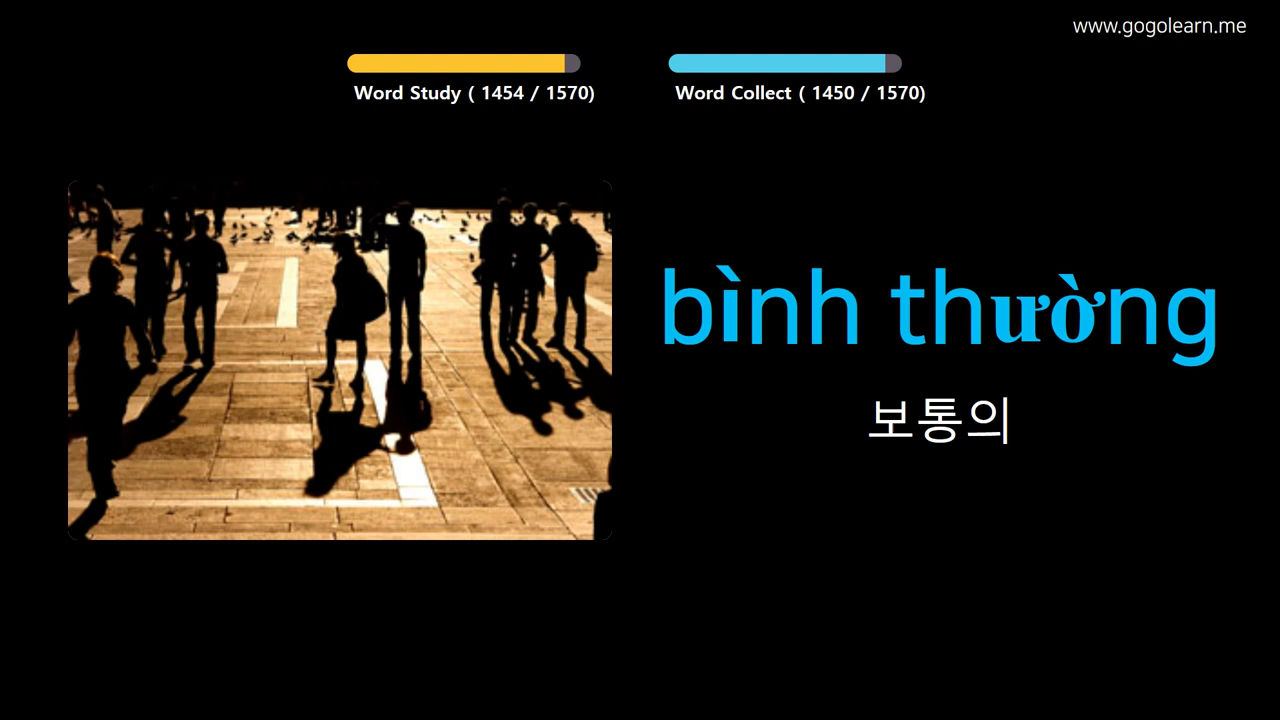 www.gogolearn.me
Word Study ( 1454 / 1570)
Word Collect ( 1450 / 1570)
bình thường
보통의